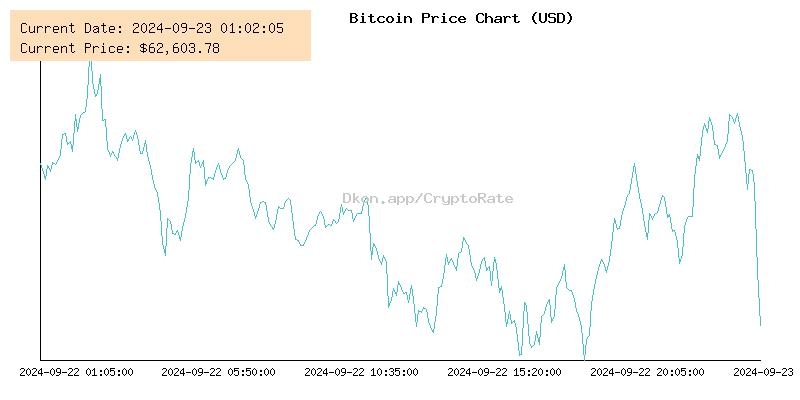 Bitcoin Price Chart (USD)
Current Date: 2024-09-23 01:02:05
Current Price: $62,603.78
Dkon.app/CryptoRate
2024-09-22 01:05:00 2024-09-22 05:50:00 2024-09-22 10:35:00 2024-09-22 15:20:00 2024-09-22 20:05:00 2024-09-23